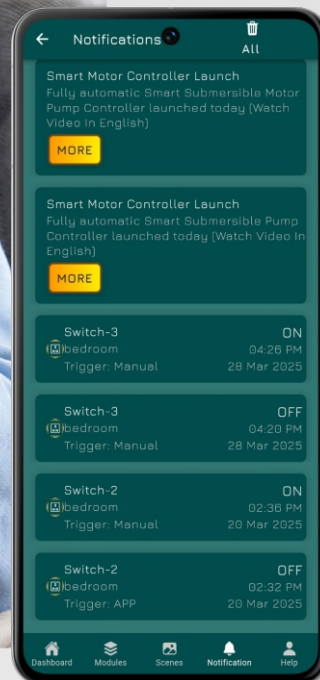 Notifications
All
Smart Motor Controller Launch
Fully automatic Smart Submersible Motor
Pump Controller launched today (Watch
Video In English)
MORE
Smart Motor Controller Launch
Fully automatic Smart Submersible Pump
Controller launched today (Watch Video In
English)
MORE
Switch-3 ON
bedroom 04:26 PM
Trigger: Manual 28 Mar 2025
Switch-3 OFF
bedroom 04:20 PM
Trigger: Manual 28 Mar 2025
Switch-2 ON
bedroom 02:36 PM
Trigger: Manual 20 Mar 2025
Switch-2 OFF
bedroom 02:32 PM
Trigger: APP 20 Mar 2025
Dashboard Modules Scenes Notification Help